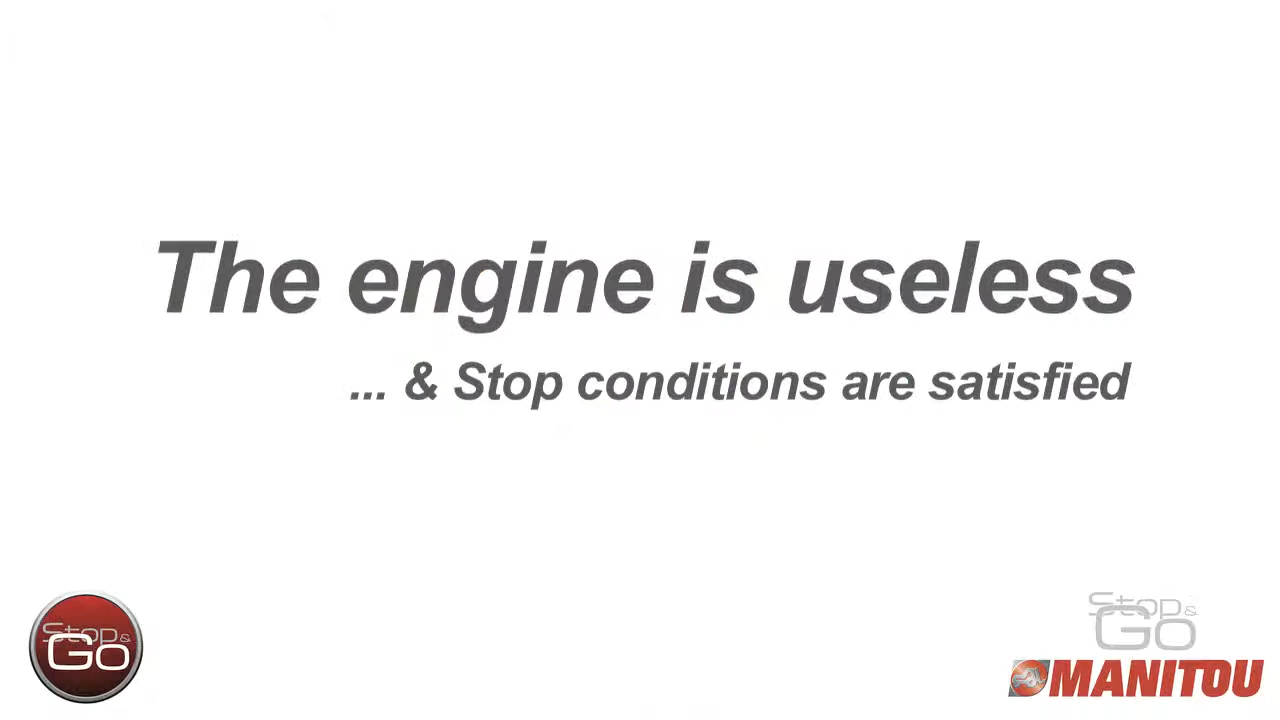 The engine is useless
... & Stop conditions are satisfied
Stop &
Go
Stop &
Go
MANITOU